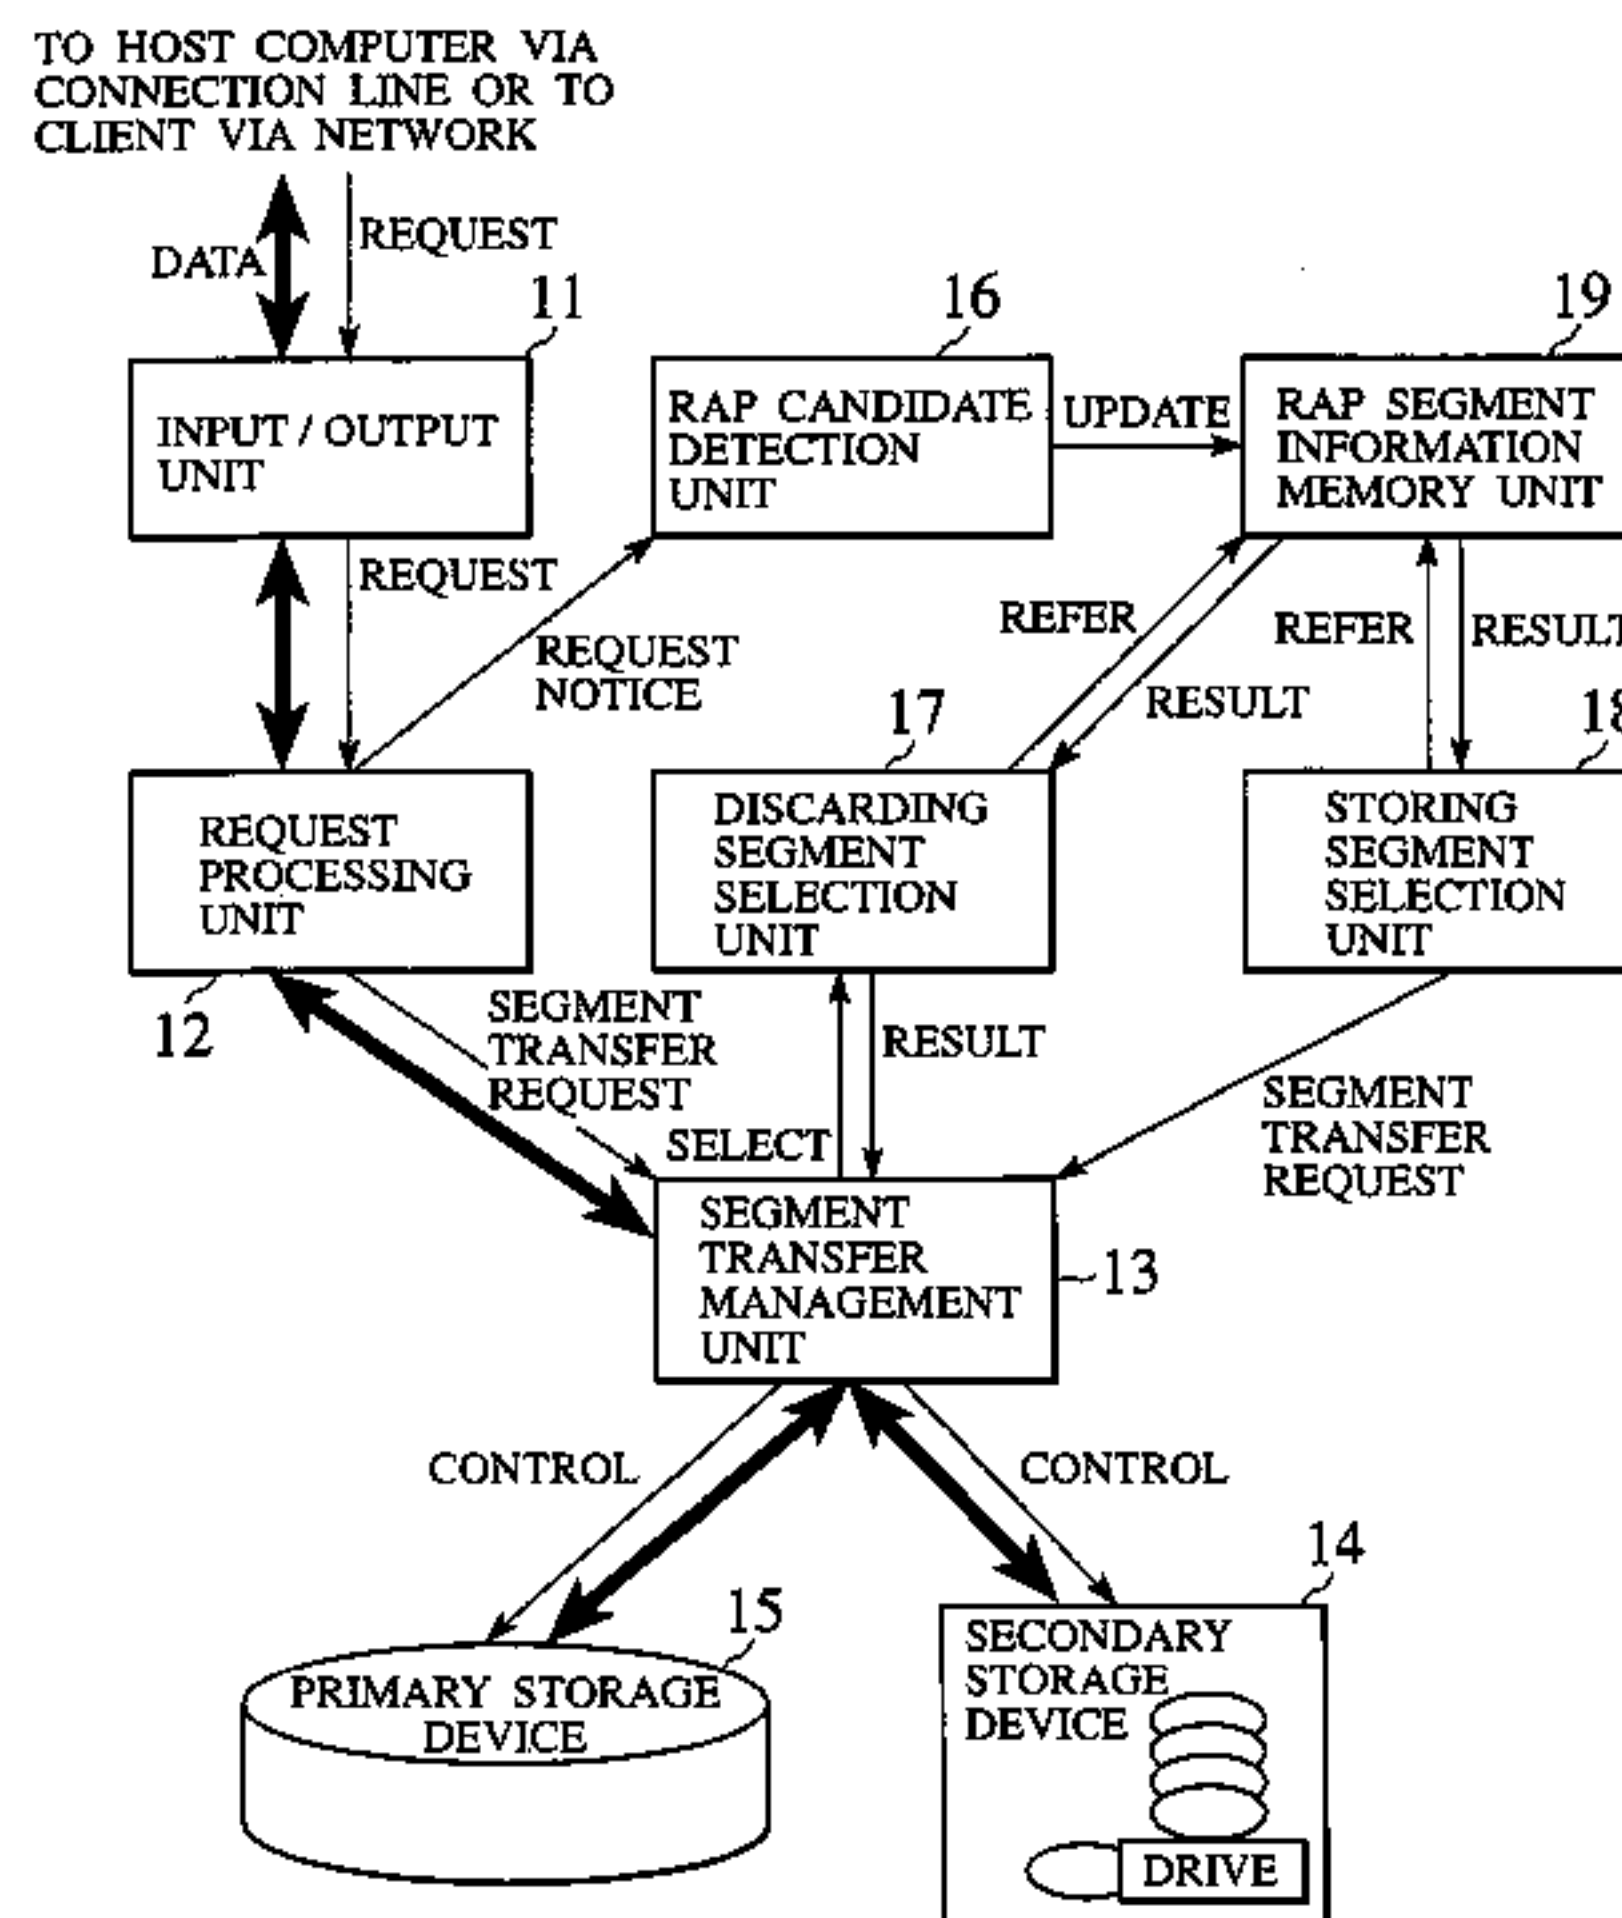 TO HOST COMPUTER VIA
CONNECTION LINE OR TO
CLIENT VIA NETWORK
DATA
REQUEST
11
16
19
INPUT / OUTPUT
UNIT
RAP CANDIDATE
DETECTION
UNIT
UPDATE
RAP SEGMENT
INFORMATION
MEMORY UNIT
REQUEST
REQUEST
NOTICE
REFER
RESULT
REFER
RESULT
17
18
REQUEST
PROCESSING
UNIT
12
DISCARDING
SEGMENT
SELECTION
UNIT
STORING
SEGMENT
SELECTION
UNIT
SEGMENT
TRANSFER
REQUEST
SELECT
RESULT
SEGMENT
TRANSFER
REQUEST
SEGMENT
TRANSFER
MANAGEMENT
UNIT
13
CONTROL
CONTROL
15
14
PRIMARY STORAGE
DEVICE
SECONDARY
STORAGE
DEVICE
DRIVE